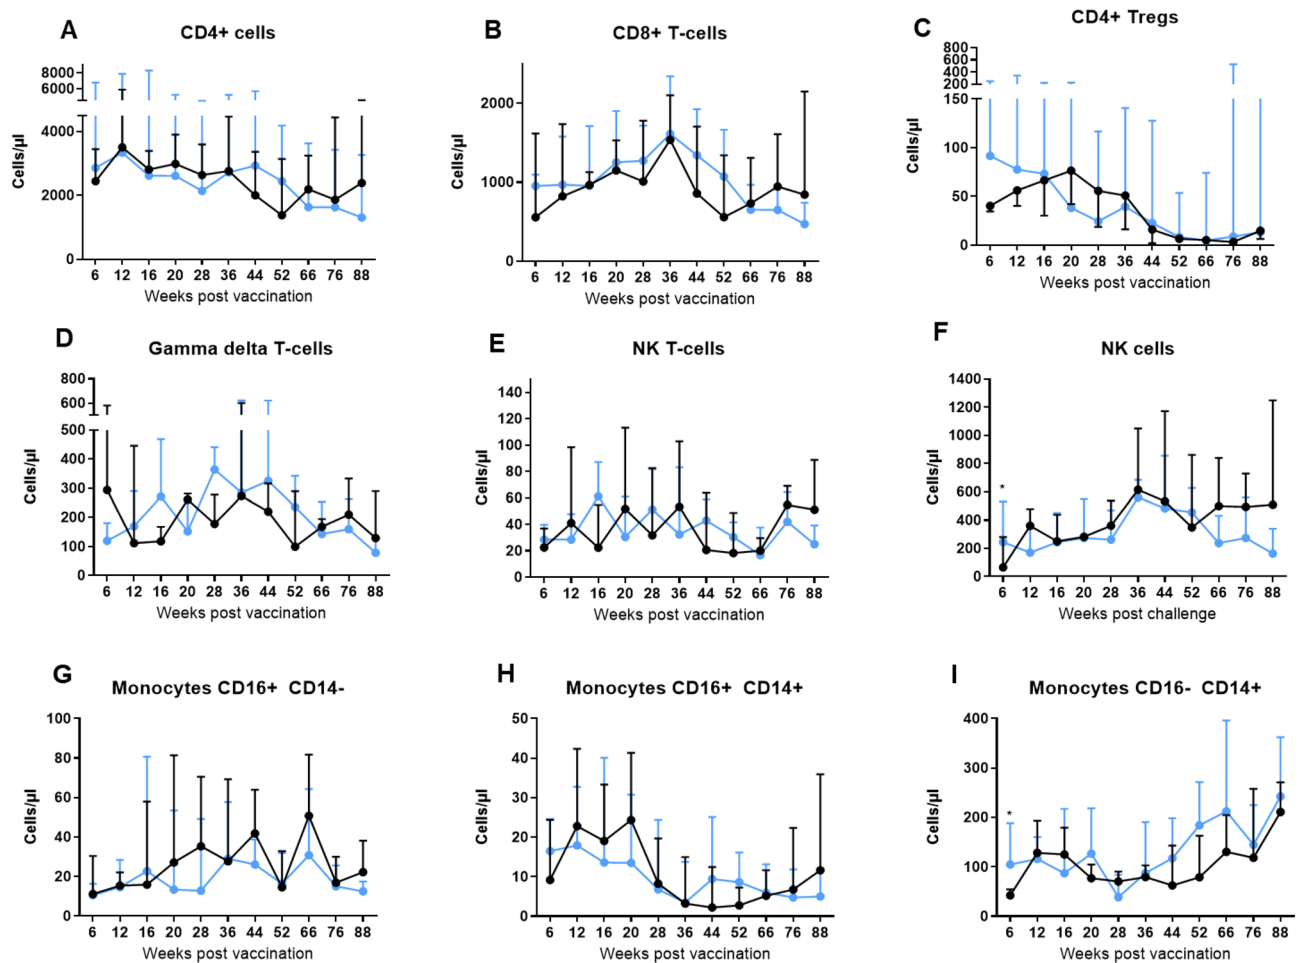 A
CD4+ cells
8000
6000
4000
2000
0
Cells/µl
6 12 16 20 28 36 44 52 66 76 88
Weeks post vaccination
B
CD8+ T-cells
2000
1000
0
Cells/µl
6 12 16 20 28 36 44 52 66 76 88
Weeks post vaccination
C
CD4+ Tregs
800
600
400
200
150
100
50
0
Cells/µl
6 12 16 20 28 36 44 52 66 76 88
Weeks post vaccination
D
Gamma delta T-cells
800
600
500
400
300
200
100
0
Cells/µl
6 12 16 20 28 36 44 52 66 76 88
Weeks post vaccination
E
NK T-cells
140
120
100
80
60
40
20
0
Cells/µl
6 12 16 20 28 36 44 52 66 76 88
Weeks post vaccination
F
NK cells
1400
1200
1000
800
600
400
200
0
Cells/µl
*
6 12 16 20 28 36 44 52 66 76 88
Weeks post challenge
G
Monocytes CD16+ CD14-
100
80
60
40
20
0
Cells/µl
6 12 16 20 28 36 44 52 66 76 88
Weeks post vaccination
H
Monocytes CD16+ CD14+
50
40
30
20
10
0
Cells/µl
6 12 16 20 28 36 44 52 66 76 88
Weeks post vaccination
I
Monocytes CD16- CD14+
400
300
200
100
0
Cells/µl
*
6 12 16 20 28 36 44 52 66 76 88
Weeks post vaccination